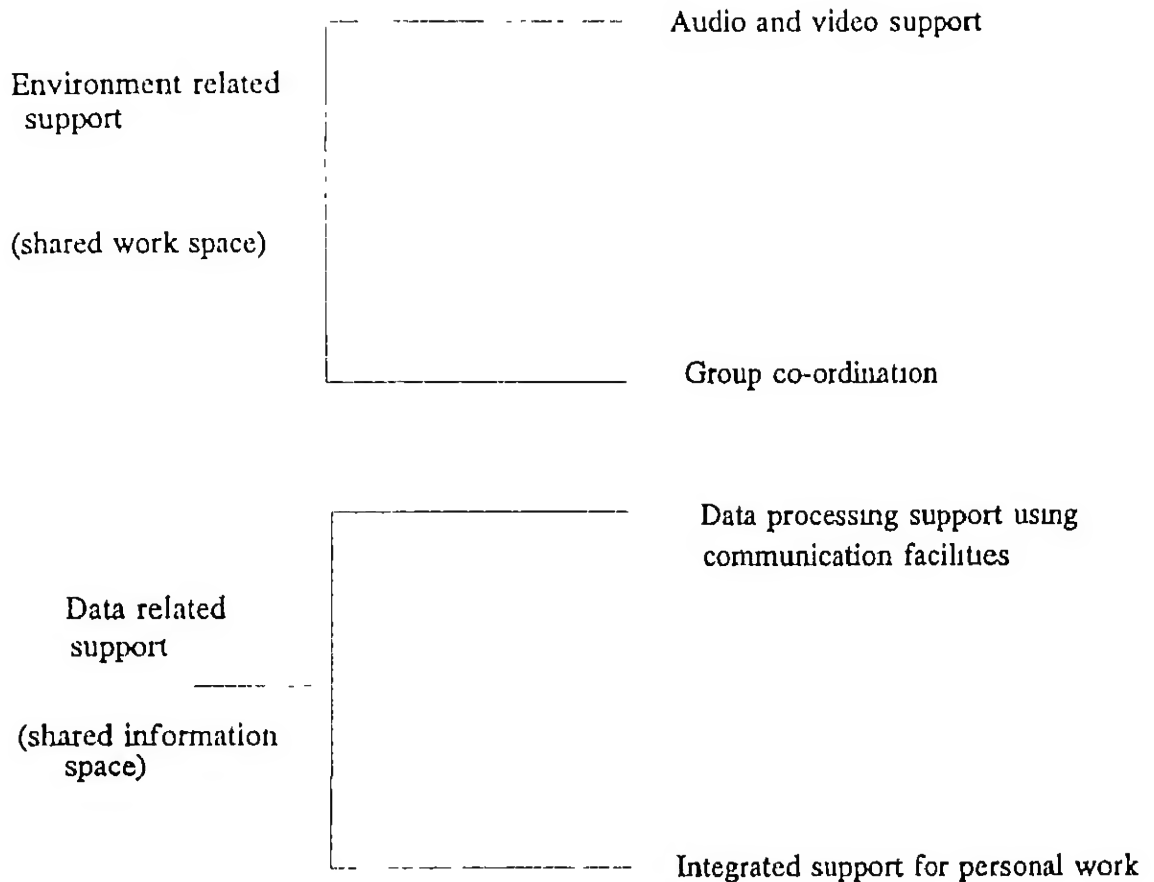 Audio and video support
Environment related
support
(shared work space)
Group co-ordination
Data processing support using
communication facilities
Data related
support
(shared information
space)
Integrated support for personal work